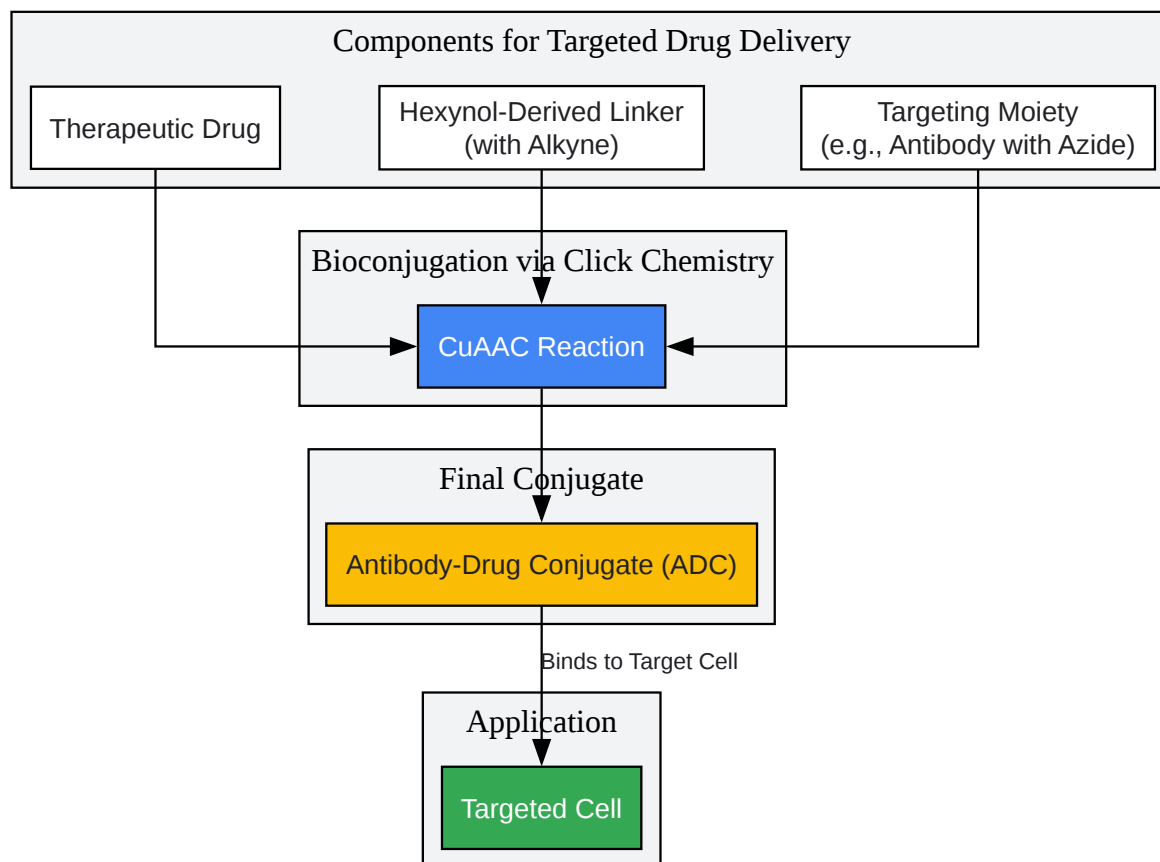 Components for Targeted Drug Delivery
Therapeutic Drug
Hexynol-Derived Linker
(with Alkyne)
Targeting Moiety
(e.g., Antibody with Azide)
Bioconjugation via Click Chemistry
CuAAC Reaction
Final Conjugate
Antibody-Drug Conjugate (ADC)
Binds to Target Cell
Application
Targeted Cell